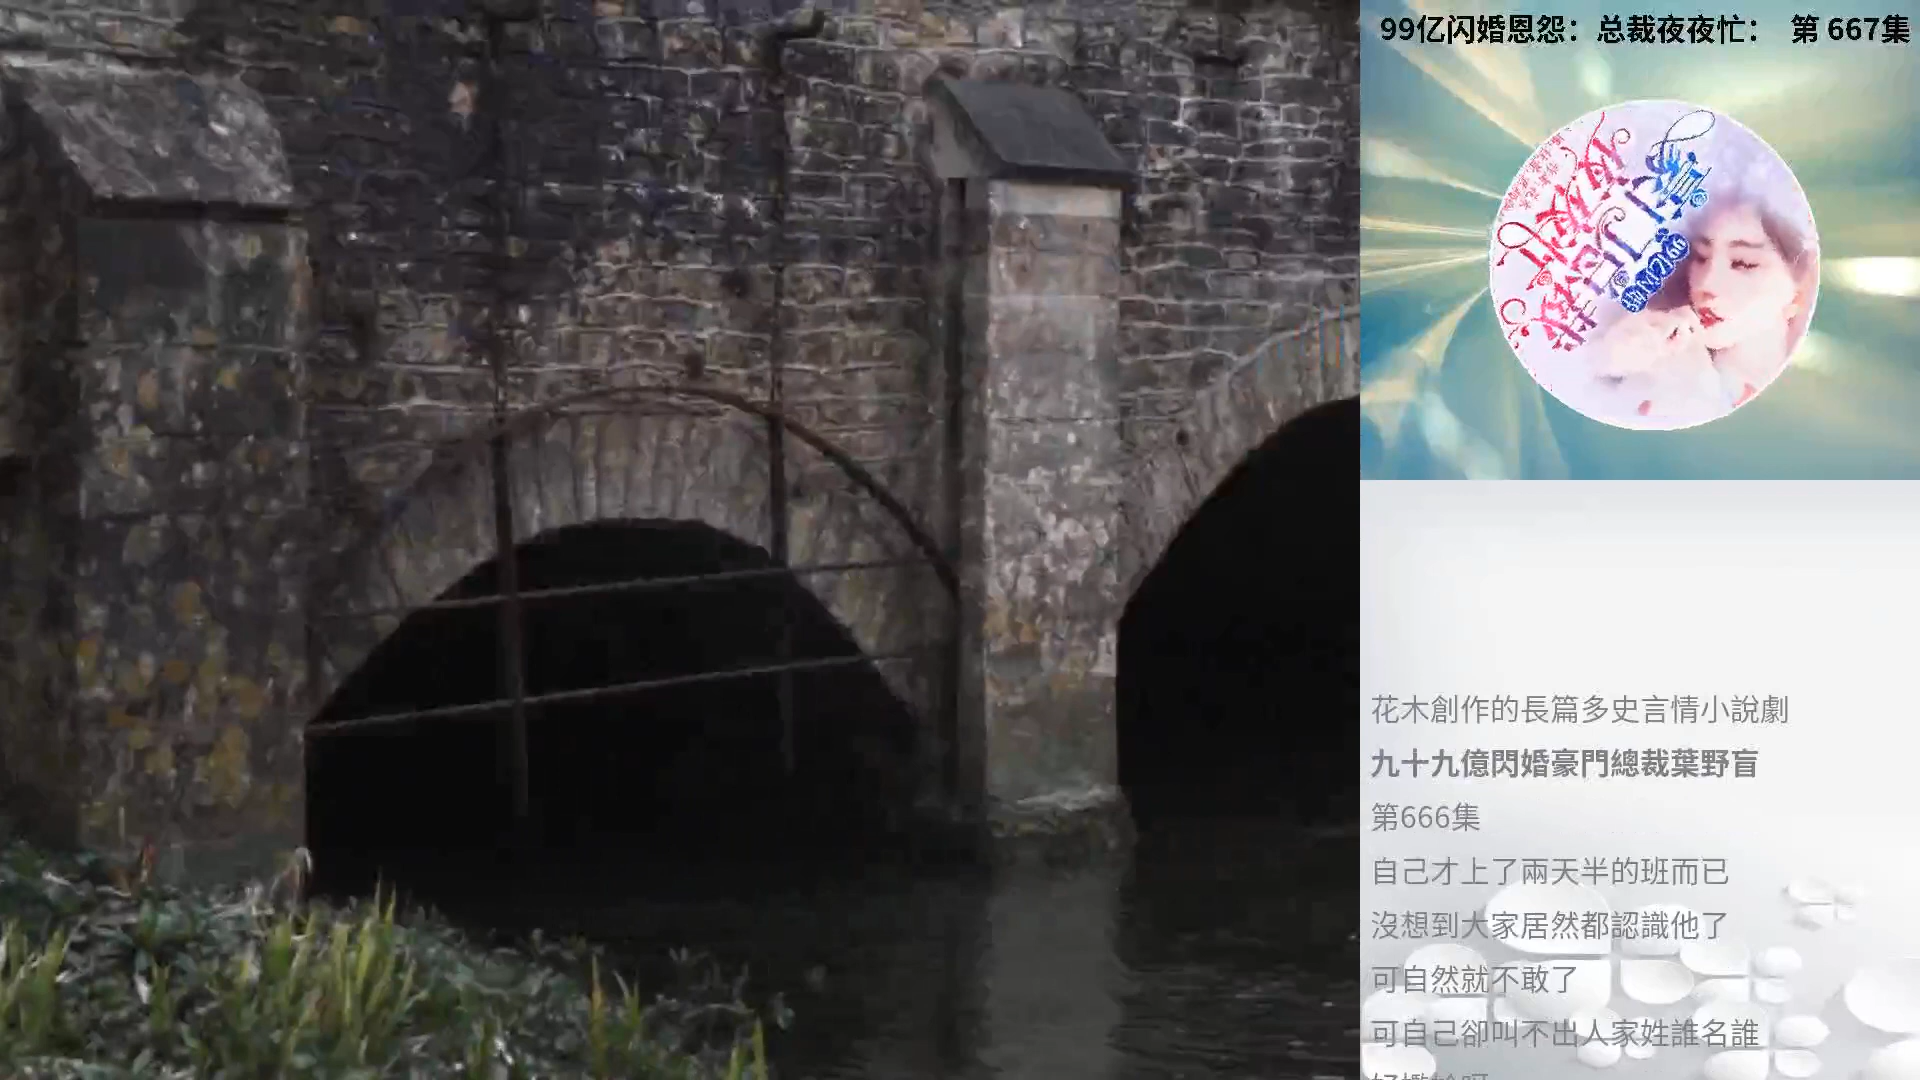 99亿闪婚恩怨：总裁夜夜忙： 第 667集
花木創作的長篇多史言情小說劇
九十九億閃婚豪門總裁葉野盲
第666集
自己才上了兩天半的班而已
沒想到大家居然都認識他了
可自然就不敢了
可自己卻叫不出人家姓誰名誰